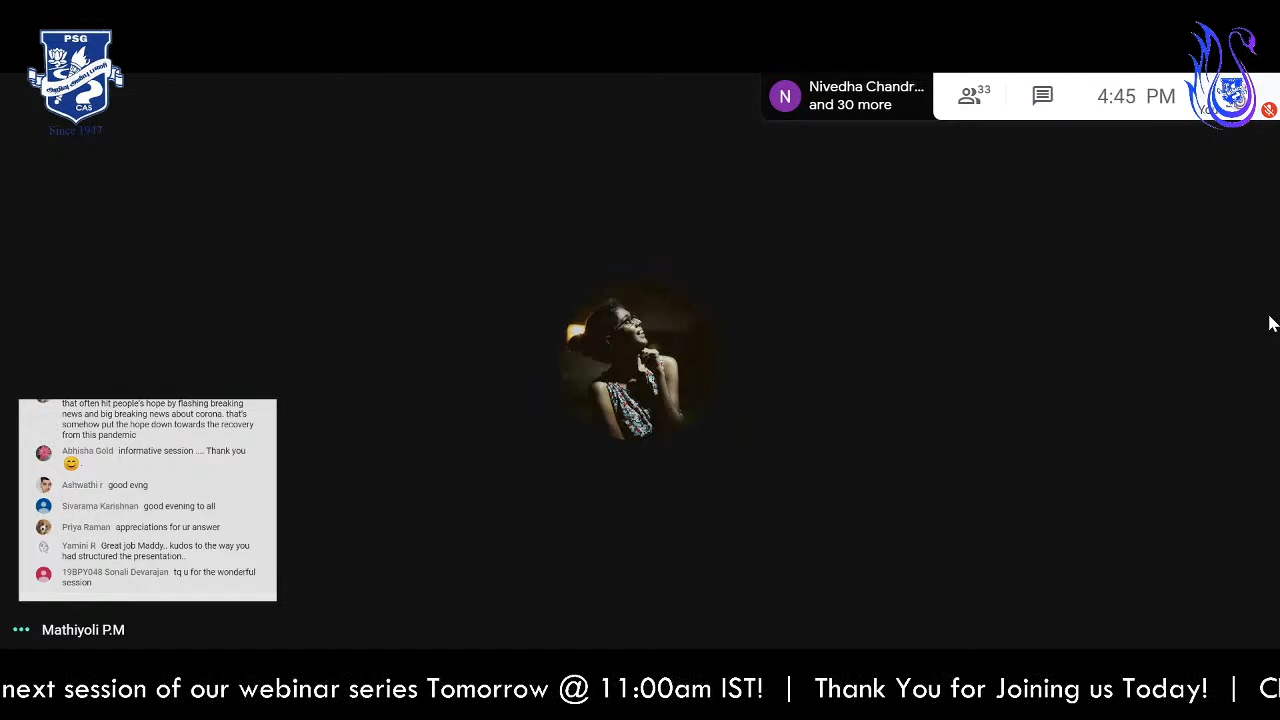 PSG
CAS
Since 1947
N
Nivedha Chandr...
and 30 more
33
4:45 PM
that often hit people's hope by flashing breaking
news and big breaking news about corona. that's
somehow put the hope down towards the recovery
from this pandemic
Abhisha Gold informative session .... Thank you
😊.
Ashwathi r good evng
Sivarama Karishnan good evening to all
Priya Raman appreciations for ur answer
Yamini R Great job Maddy.. kudos to the way you
had structured the presentation..
19BPY048 Sonali Devarajan tq u for the wonderful
session
Mathiyoli P.M
next session of our webinar series Tomorrow @ 11:00am IST! | Thank You for Joining us Today! |